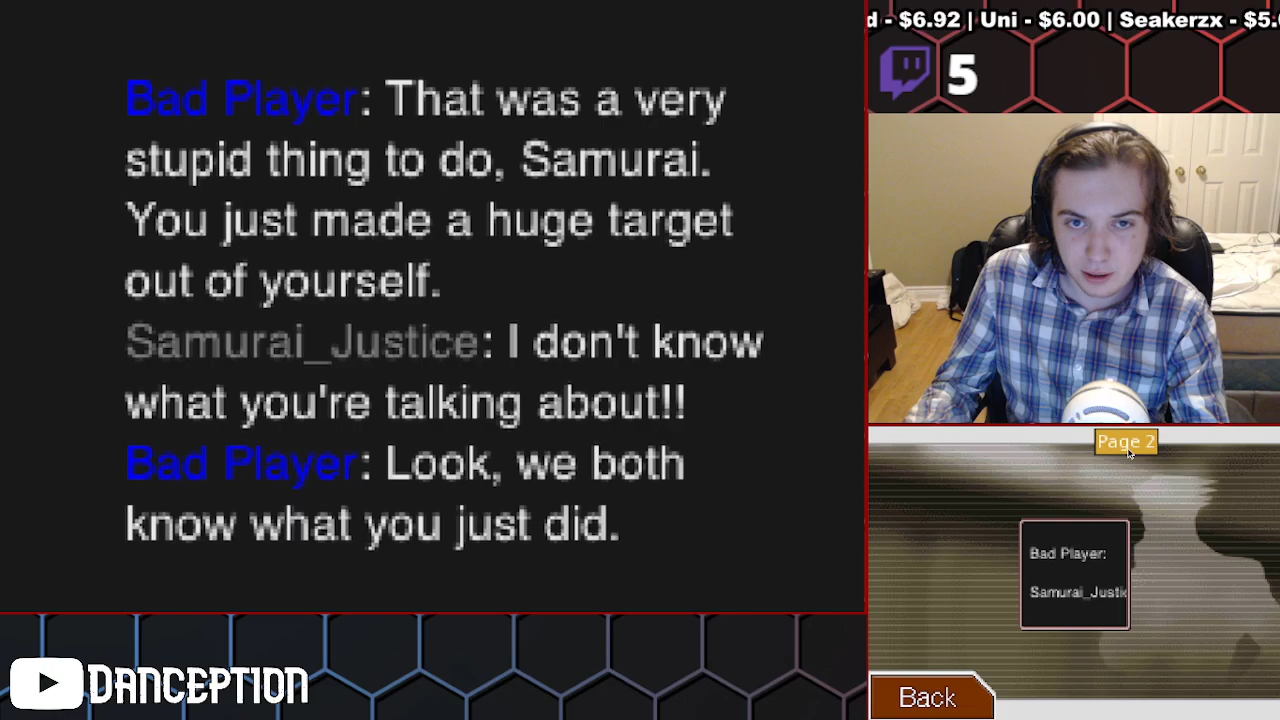 d - $6.92 | Uni - $6.00 | Seakerzx - $5.
5
Bad Player: That was a very
stupid thing to do, Samurai.
You just made a huge target
out of yourself.
Samurai_Justice: I don't know
what you're talking about!!
Bad Player: Look, we both
know what you just did.
Page 2
Bad Player:
Samurai_Justic
Back
DANCEPTION